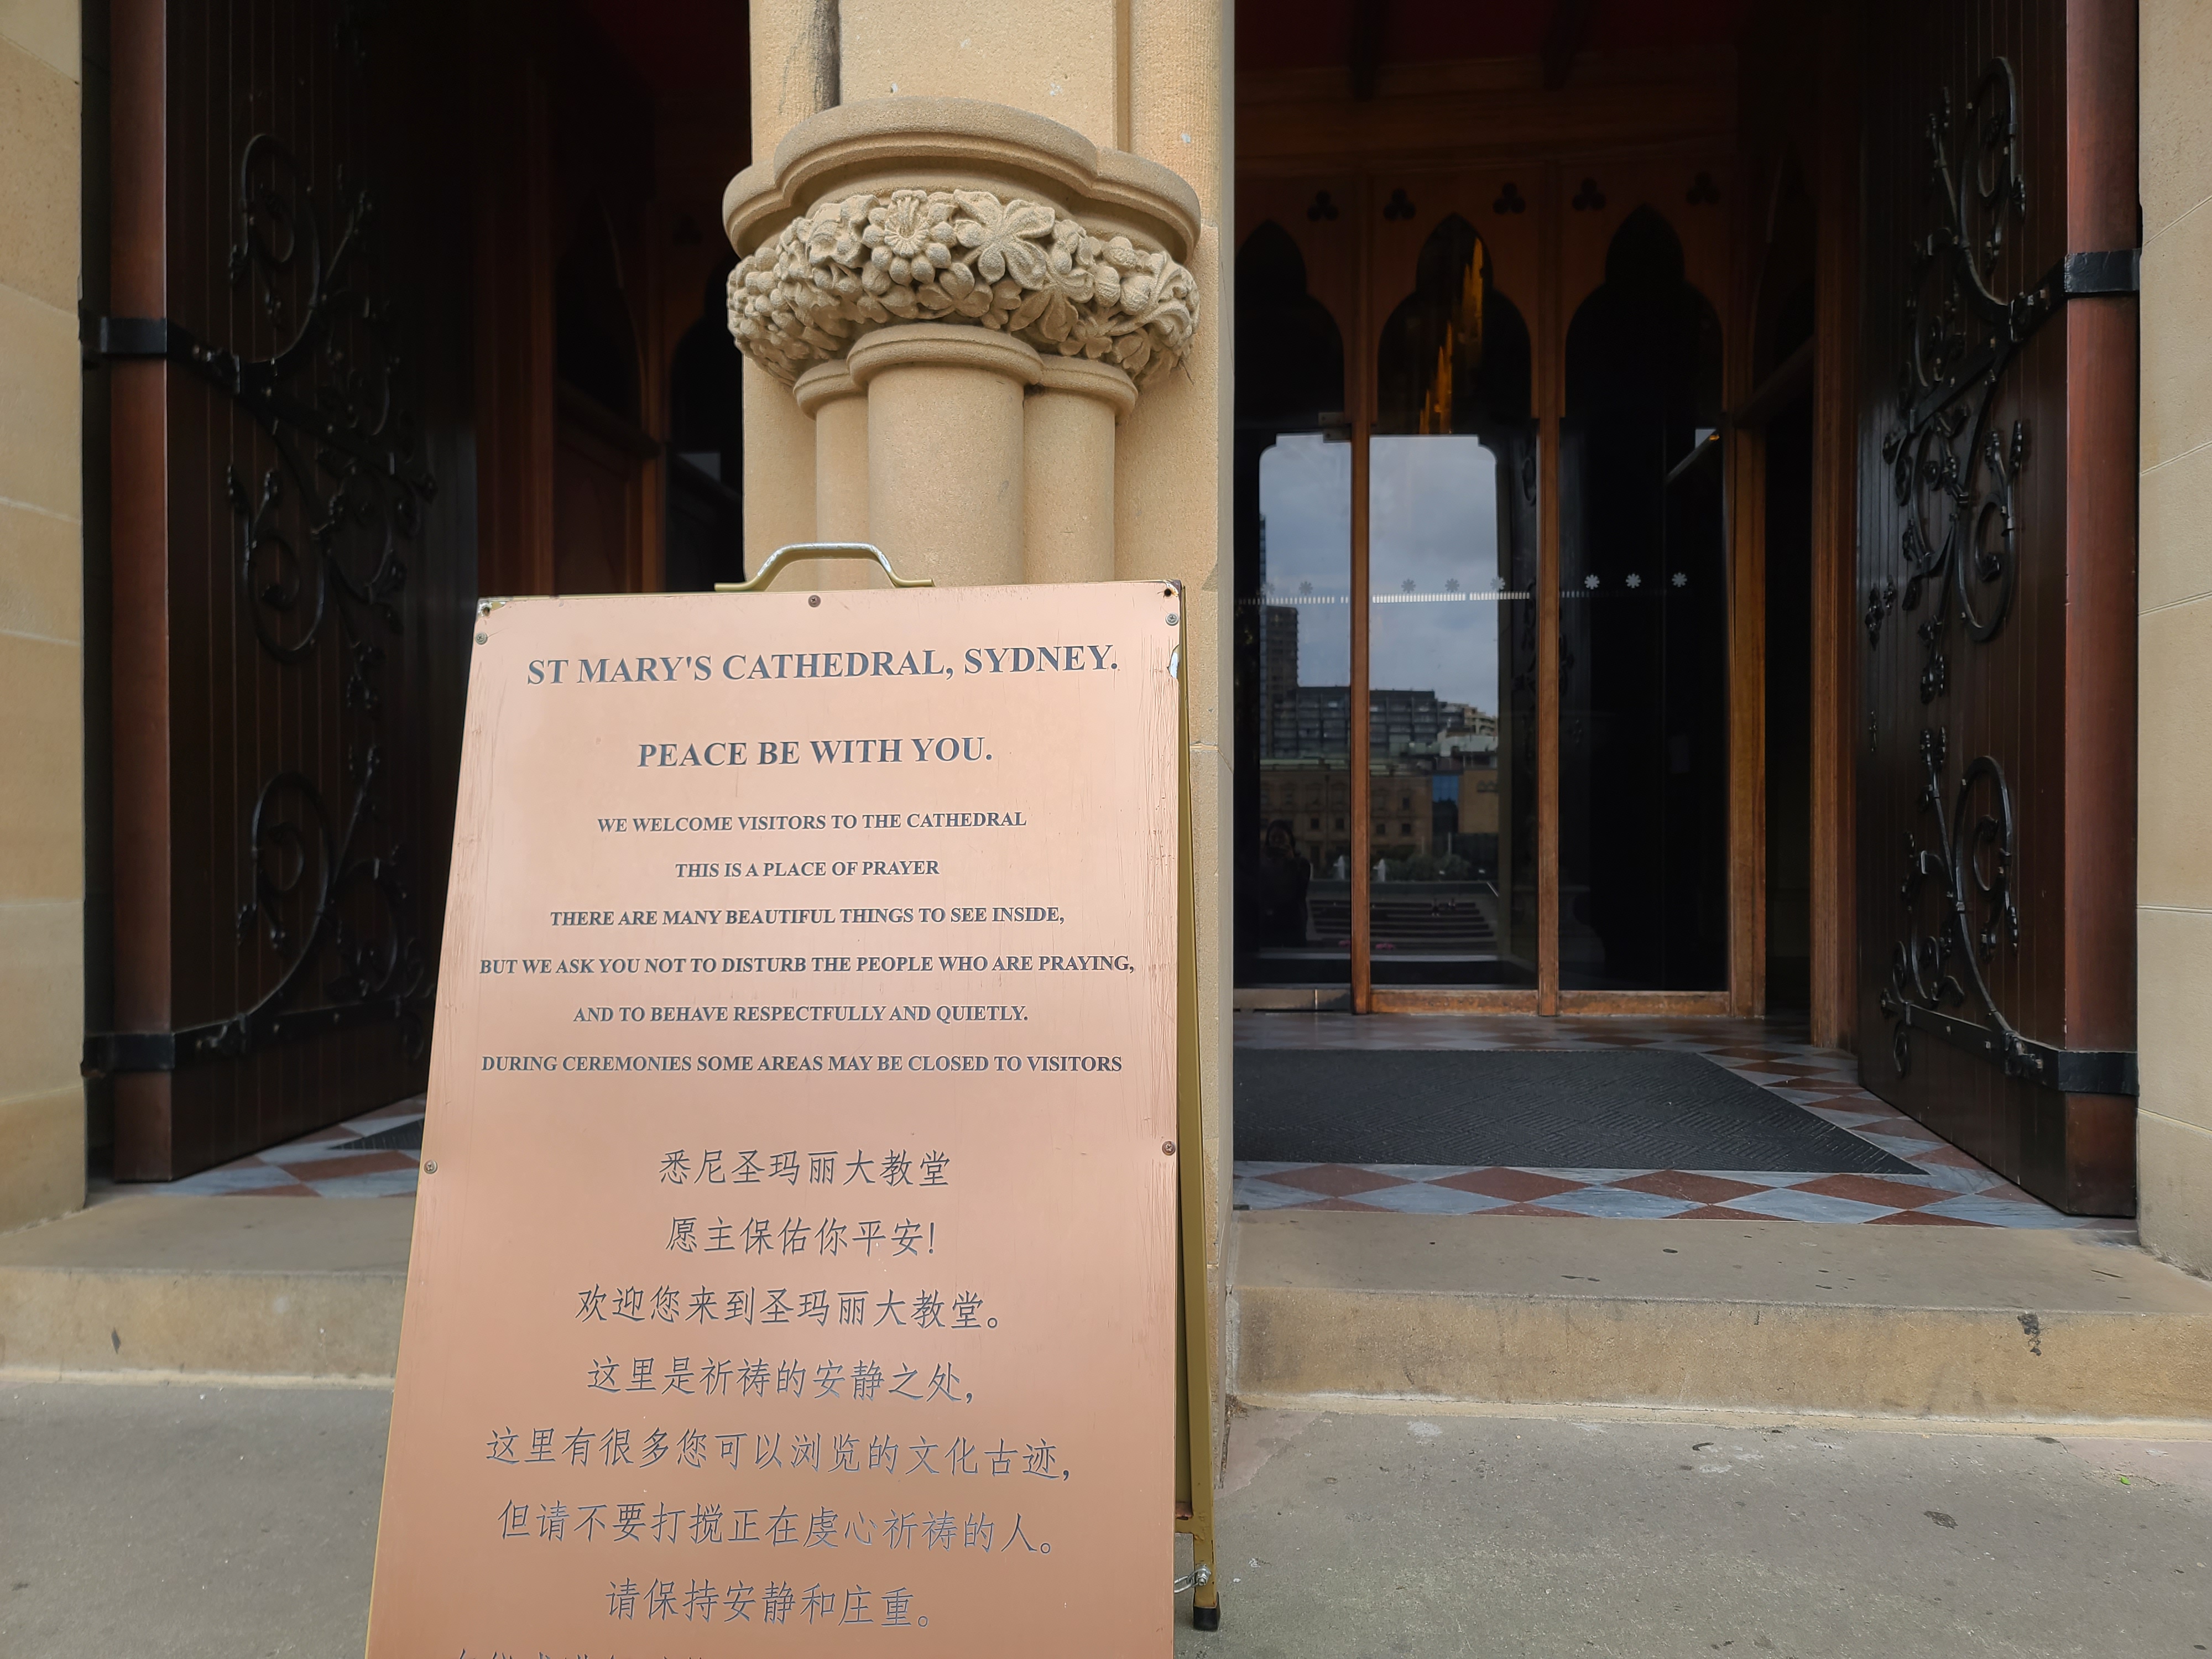 ST MARY'S CATHEDRAL, SYDNEY.
PEACE BE WITH YOU.
WE WELCOME VISITORS TO THE CATHEDRAL
THIS IS A PLACE OF PRAYER
THERE ARE MANY BEAUTIFUL THINGS TO SEE INSIDE,
BUT WE ASK YOU NOT TO DISTURB THE PEOPLE WHO ARE PRAYING,
AND TO BEHAVE RESPECTFULLY AND QUIETLY.
DURING CEREMONIES SOME AREAS MAY BE CLOSED TO VISITORS
悉尼圣玛丽大教堂
愿主保佑你平安!
欢迎您来到圣玛丽大教堂。
这里是祈祷的安静之处,
这里有很多您可以浏览的文化古迹,
但请不要打搅正在虔心祈祷的人。
请保持安静和庄重。